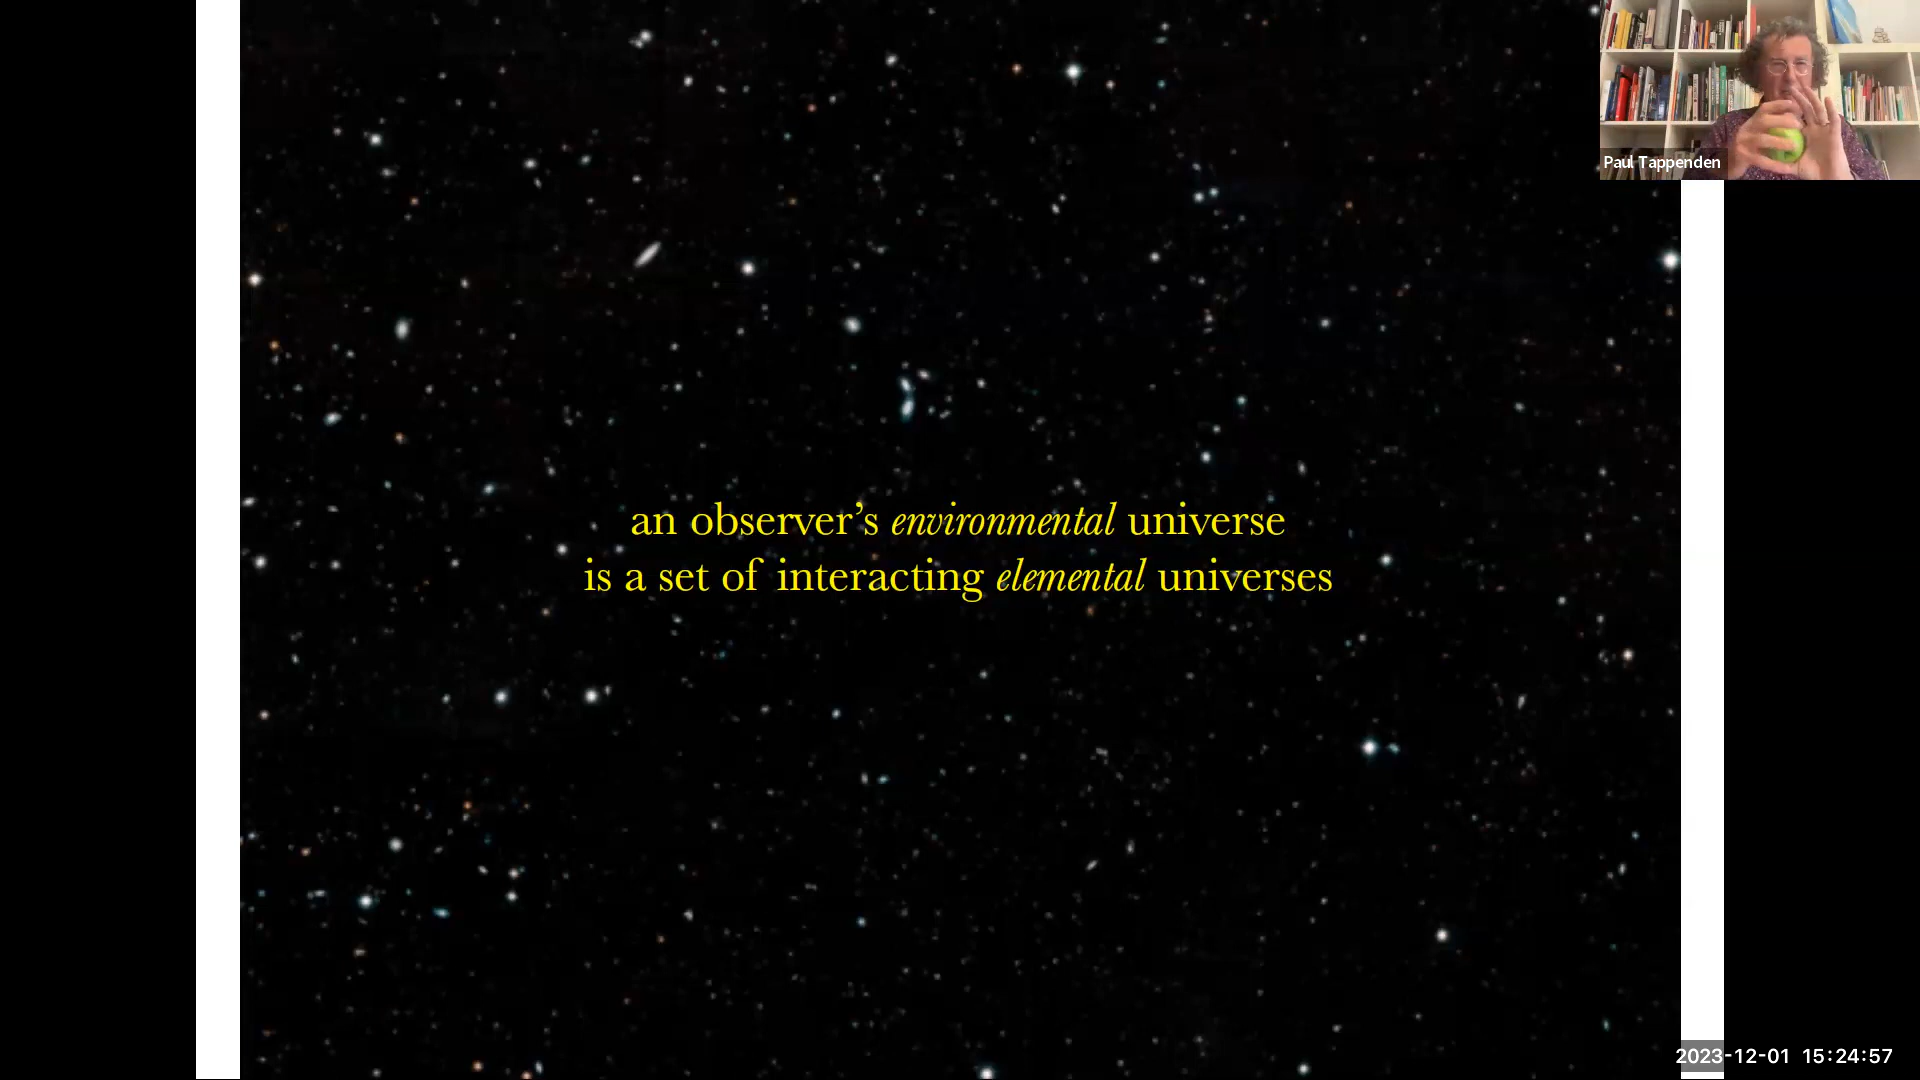 Paul Tappenden
an observer’s environmental universe
is a set of interacting elemental universes
2023-12-01 15:24:57